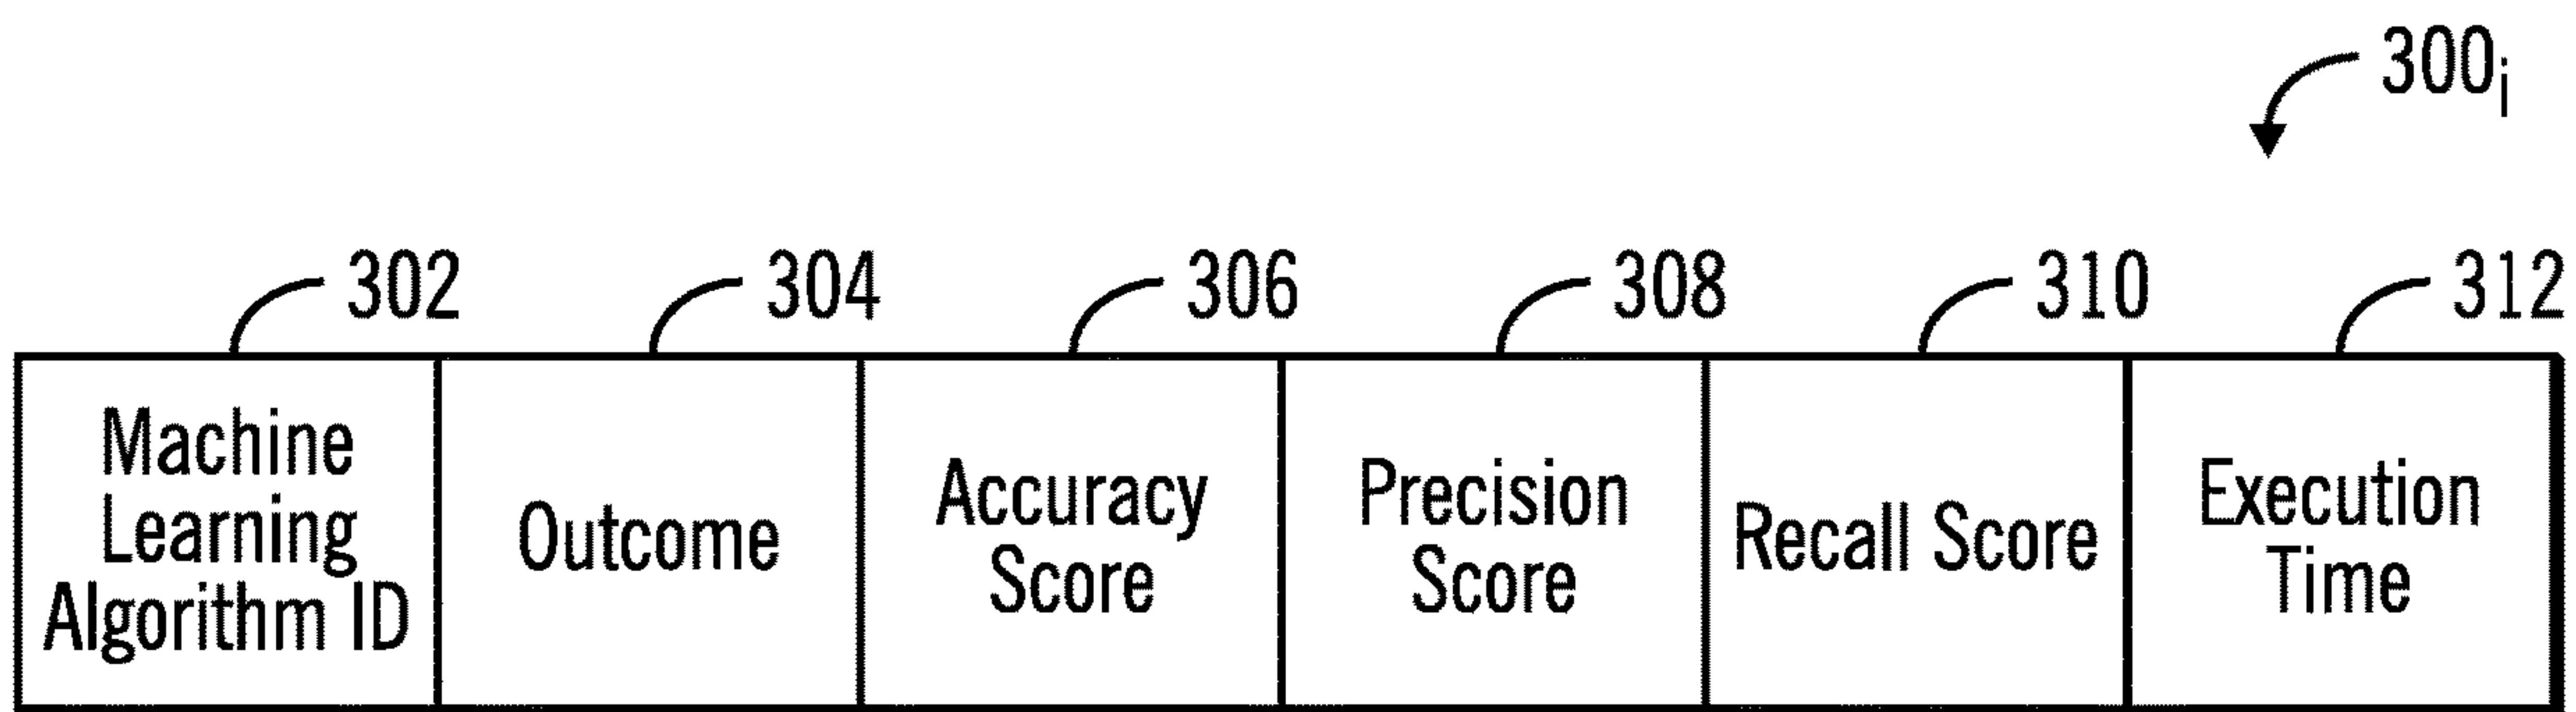 300i
302
304
306
308
310
312
Machine
Learning
Algorithm ID
Outcome
Accuracy
Score
Precision
Score
Recall Score
Execution
Time